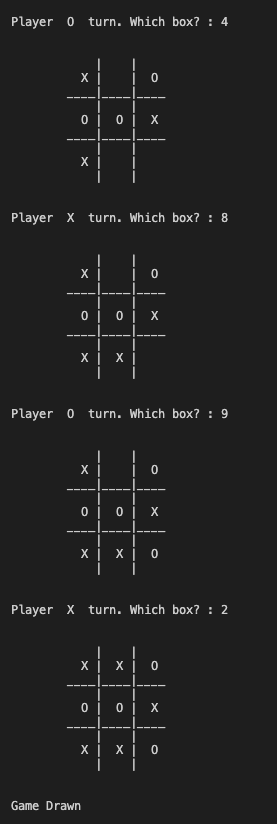 Player  O  turn. Which box? : 4
     |     |
  X  |     |  O
_____|_____|_____
     |     |
  O  |  O  |  X
_____|_____|_____
     |     |
  X  |     |
     |     |
Player  X  turn. Which box? : 8
     |     |
  X  |     |  O
_____|_____|_____
     |     |
  O  |  O  |  X
_____|_____|_____
     |     |
  X  |  X  |
     |     |
Player  O  turn. Which box? : 9
     |     |
  X  |     |  O
_____|_____|_____
     |     |
  O  |  O  |  X
_____|_____|_____
     |     |
  X  |  X  |  O
     |     |
Player  X  turn. Which box? : 2
     |     |
  X  |  X  |  O
_____|_____|_____
     |     |
  O  |  O  |  X
_____|_____|_____
     |     |
  X  |  X  |  O
     |     |
Game Drawn